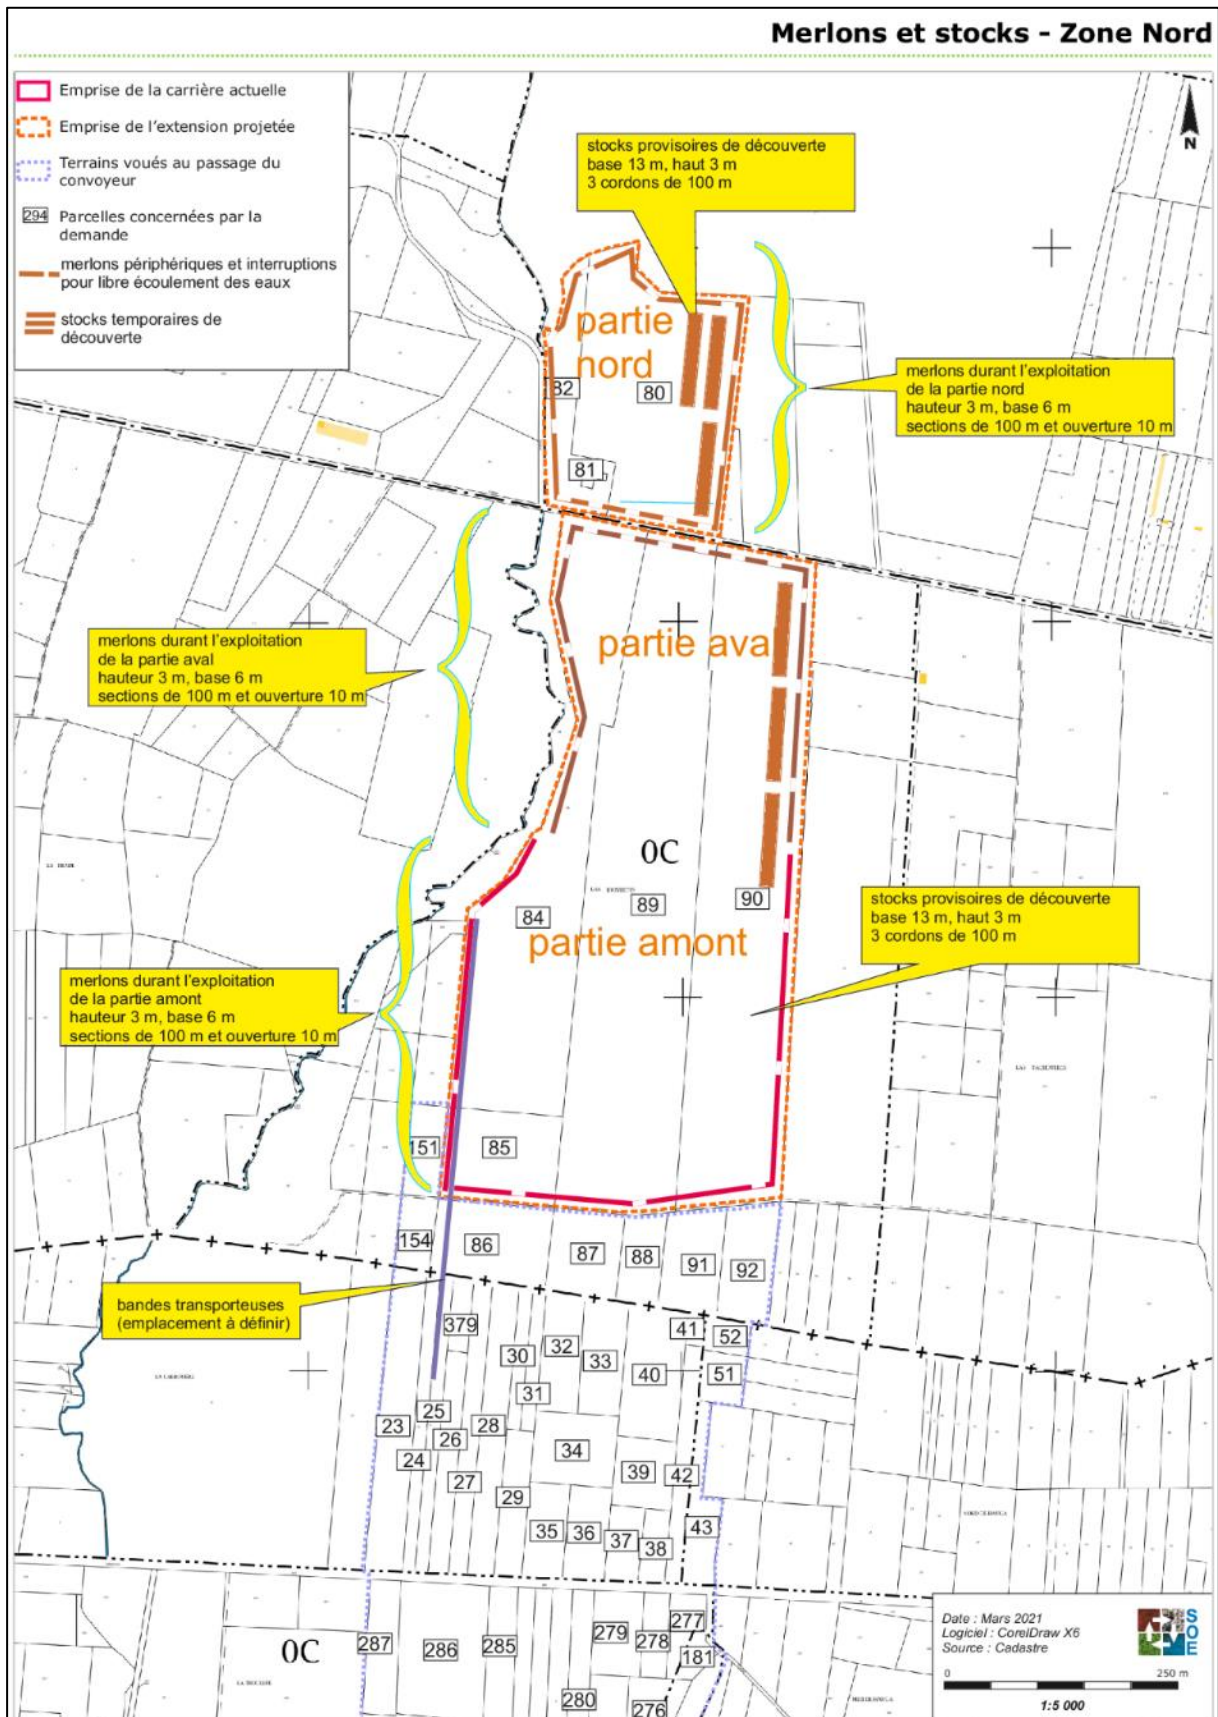 Merlons et stocks - Zone Nord
Emprise de la carrière actuelle
Emprise de l'extension projetée
Terrains voués au passage du
convoyeur
294
Parcelles concernées par la
demande
merlons périphériques et interruptions
pour libre écoulement des eaux
stocks temporaires de
découverte
N
stocks provisoires de découverte
base 13 m, haut 3 m
3 cordons de 100 m
partie
nord
82
80
81
merlons durant l'exploitation
de la partie nord
hauteur 3 m, base 6 m
sections de 100 m et ouverture 10 m
merlons durant l'exploitation
de la partie aval
hauteur 3 m, base 6 m
sections de 100 m et ouverture 10 m
partie ava
0C
84
89
90
partie amont
stocks provisoires de découverte
base 13 m, haut 3 m
3 cordons de 100 m
merlons durant l'exploitation
de la partie amont
hauteur 3 m, base 6 m
sections de 100 m et ouverture 10 m
151
85
154
86
87
88
91
92
bandes transporteuses
(emplacement à définir)
379
30
32
33
41
52
31
40
51
23
25
26
28
24
34
27
39
42
29
35
36
37
38
43
0C
287
286
285
279
278
277
181
280
276
Date : Mars 2021
Logiciel : CorelDraw X6
Source : Cadastre
SOE
0
250 m
1:5 000